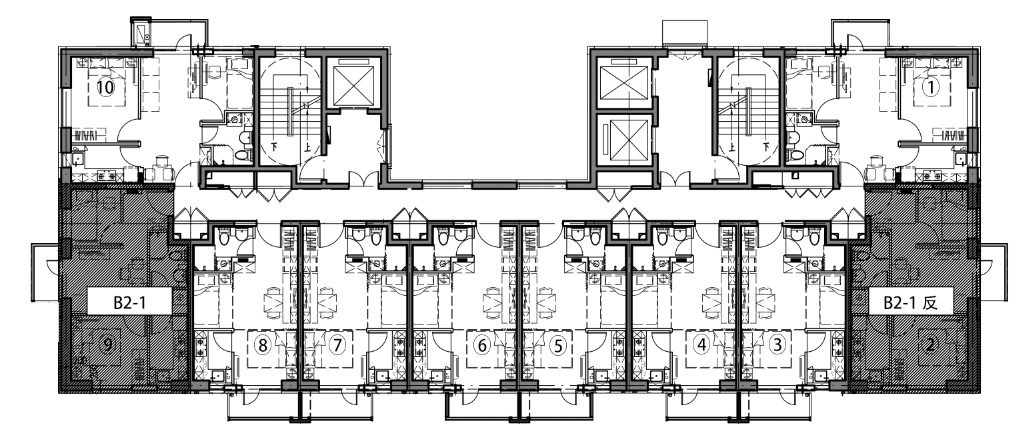 ⑩
①
下
上
上
下
B2-1
B2-1 反
⑨
⑧
⑦
⑥
⑤
④
③
②